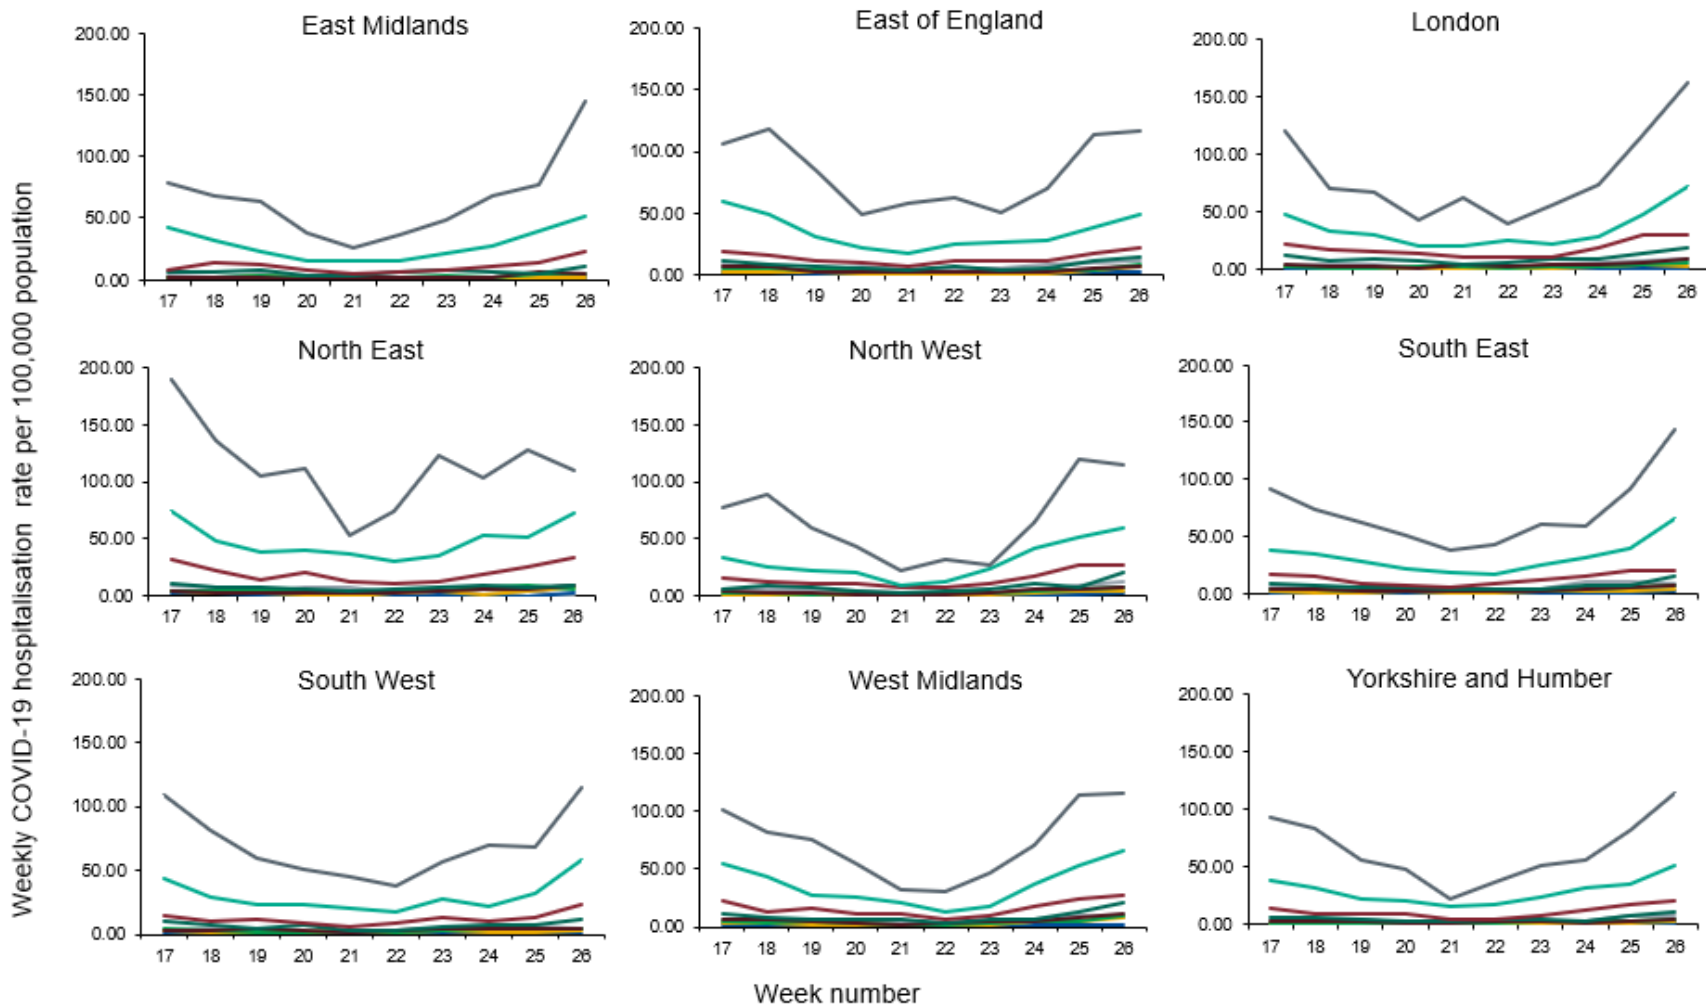 Weekly COVID-19 hospitalisation rate per 100,000 population
East Midlands
200.00
150.00
100.00
50.00
0.00
17 18 19 20 21 22 23 24 25 26
East of England
200.00
150.00
100.00
50.00
0.00
17 18 19 20 21 22 23 24 25 26
London
200.00
150.00
100.00
50.00
0.00
17 18 19 20 21 22 23 24 25 26
North East
200.00
150.00
100.00
50.00
0.00
17 18 19 20 21 22 23 24 25 26
North West
200.00
150.00
100.00
50.00
0.00
17 18 19 20 21 22 23 24 25 26
South East
200.00
150.00
100.00
50.00
0.00
17 18 19 20 21 22 23 24 25 26
South West
200.00
150.00
100.00
50.00
0.00
17 18 19 20 21 22 23 24 25 26
West Midlands
200.00
150.00
100.00
50.00
0.00
17 18 19 20 21 22 23 24 25 26
Yorkshire and Humber
200.00
150.00
100.00
50.00
0.00
17 18 19 20 21 22 23 24 25 26
Week number